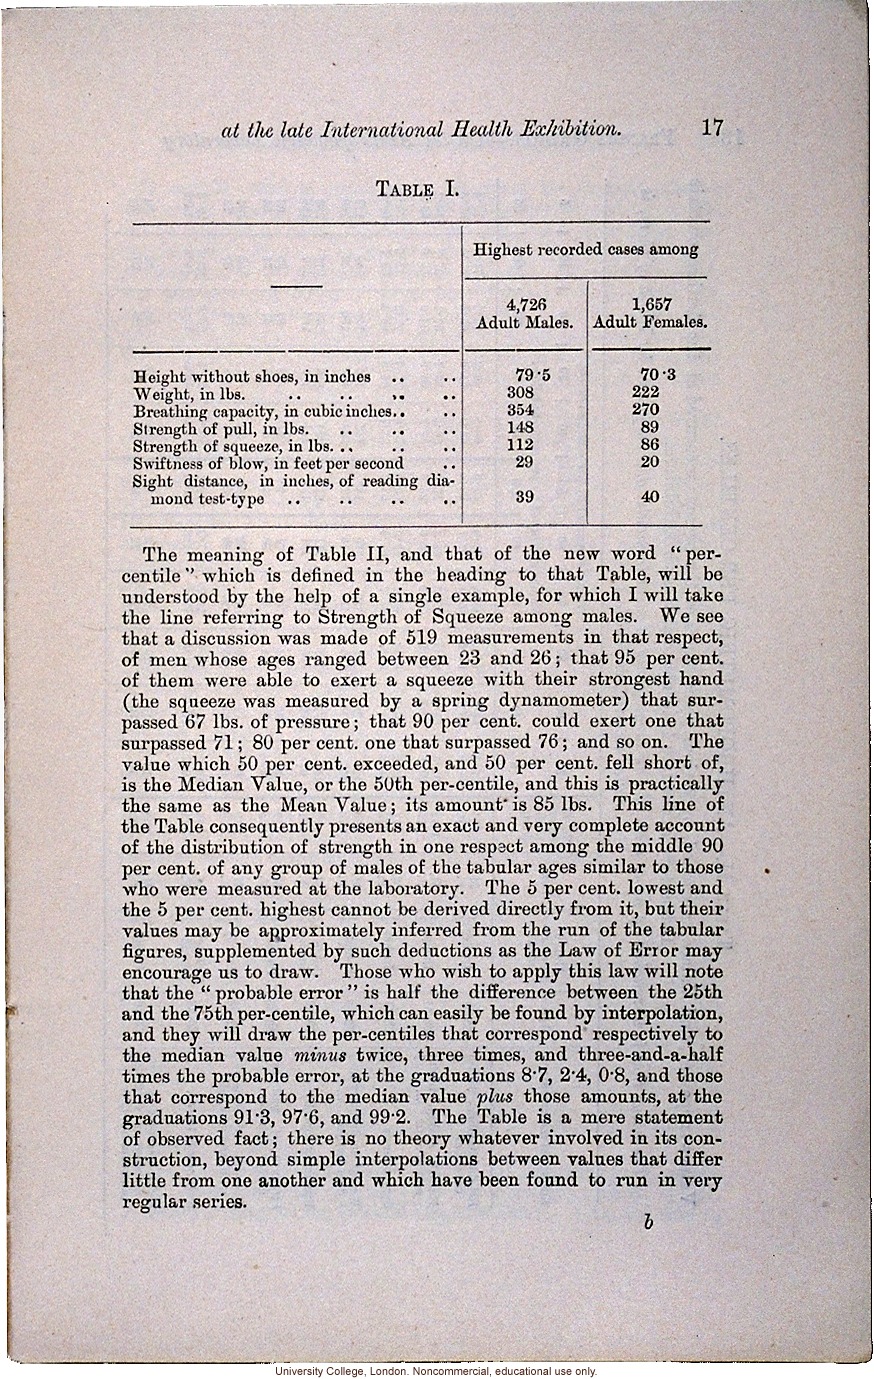 at the late International Health Exhibition. 17
TABLE I.
Highest recorded cases among
4,726 1,657
Adult Males. Adult Females.
Height without shoes, in inches .. .. 79·5 70·3
Weight, in lbs. .. .. .. .. 308 222
Breathing capacity, in cubic inches.. .. 354 270
Strength of pull, in lbs. .. .. .. 148 89
Strength of squeeze, in lbs. .. .. .. 112 86
Swiftness of blow, in feet per second .. 29 20
Sight distance, in inches, of reading dia-
mond test-type .. .. .. .. 39 40
The meaning of Table II, and that of the new word “per-
centile” which is defined in the heading to that Table, will be
understood by the help of a single example, for which I will take
the line referring to Strength of Squeeze among males. We see
that a discussion was made of 519 measurements in that respect,
of men whose ages ranged between 23 and 26; that 95 per cent.
of them were able to exert a squeeze with their strongest hand
(the squeeze was measured by a spring dynamometer) that sur-
passed 67 lbs. of pressure; that 90 per cent. could exert one that
surpassed 71; 80 per cent. one that surpassed 76; and so on. The
value which 50 per cent. exceeded, and 50 per cent. fell short of,
is the Median Value, or the 50th per-centile, and this is practically
the same as the Mean Value; its amount is 85 lbs. This line of
the Table consequently presents an exact and very complete account
of the distribution of strength in one respect among the middle 90
per cent. of any group of males of the tabular ages similar to those
who were measured at the laboratory. The 5 per cent. lowest and
the 5 per cent. highest cannot be derived directly from it, but their
values may be approximately inferred from the run of the tabular
figures, supplemented by such deductions as the Law of Error may
encourage us to draw. Those who wish to apply this law will note
that the “probable error” is half the difference between the 25th
and the 75th per-centile, which can easily be found by interpolation,
and they will draw the per-centiles that correspond respectively to
the median value minus twice, three times, and three-and-a-half
times the probable error, at the graduations 8·7, 2·4, 0·8, and those
that correspond to the median value plus those amounts, at the
graduations 91·3, 97·6, and 99·2. The Table is a mere statement
of observed fact; there is no theory whatever involved in its con-
struction, beyond simple interpolations between values that differ
little from one another and which have been found to run in very
regular series.
b
University College, London. Noncommercial, educational use only.